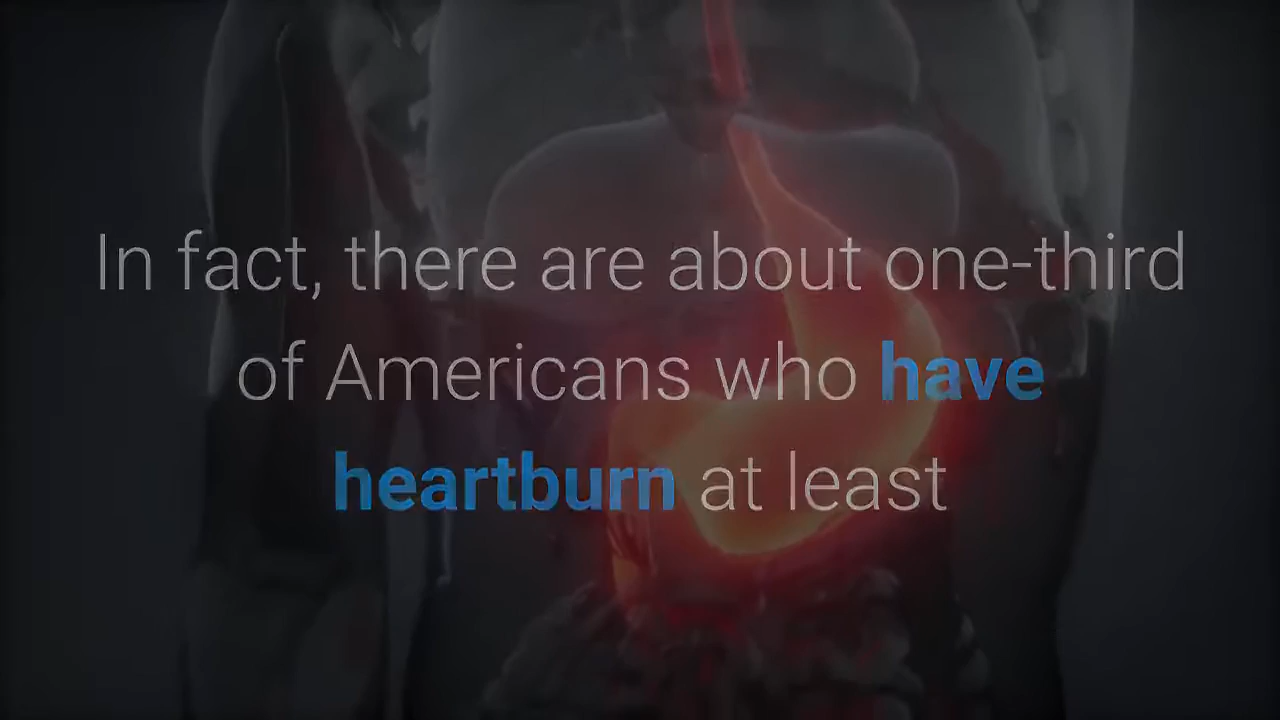 In fact, there are about one-third
of Americans who have
heartburn at least